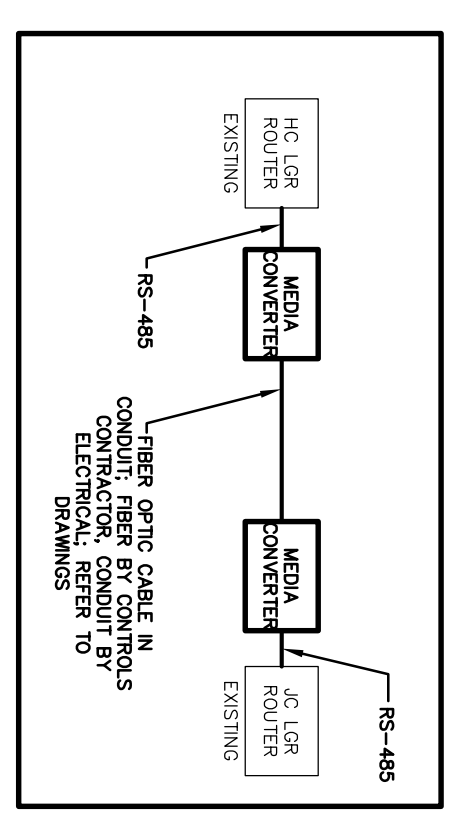 HC LGR
ROUTER
EXISTING
RS-485
MEDIA
CONVERTER
FIBER OPTIC CABLE IN
CONDUIT; FIBER BY CONTROLS
CONTRACTOR, CONDUIT BY
ELECTRICAL; REFER TO
DRAWINGS
MEDIA
CONVERTER
RS-485
JC LGR
ROUTER
EXISTING